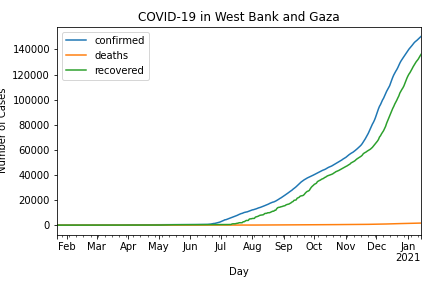 COVID-19 in West Bank and Gaza
confirmed
deaths
recovered
Number of Cases
140000
120000
100000
80000
60000
40000
20000
0
Feb Mar Apr May Jun Jul Aug Sep Oct Nov Dec Jan
2021
Day